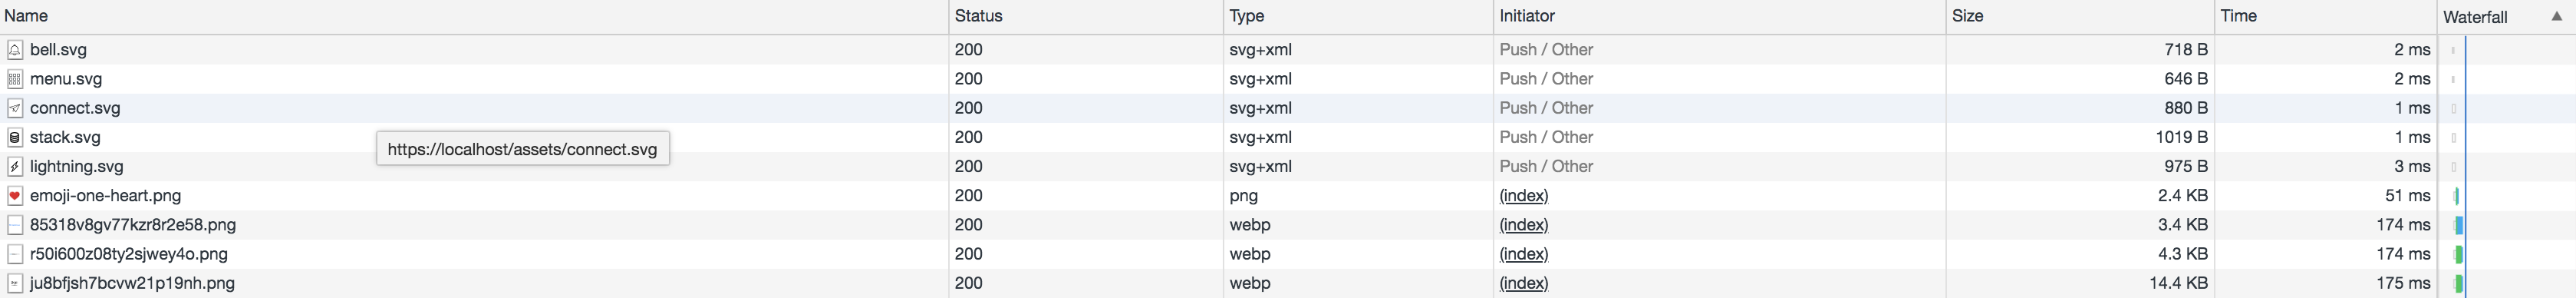 Name Status Type Initiator Size Time Waterfall ▲
bell.svg 200 svg+xml Push / Other 718 B 2 ms
menu.svg 200 svg+xml Push / Other 646 B 2 ms
connect.svg 200 svg+xml Push / Other 880 B 1 ms
stack.svg 200 svg+xml Push / Other 1019 B 1 ms
https://localhost/assets/connect.svg
lightning.svg 200 svg+xml Push / Other 975 B 3 ms
emoji-one-heart.png 200 png (index) 2.4 KB 51 ms
85318v8gv77kzr8r2e58.png 200 webp (index) 3.4 KB 174 ms
r50i600z08ty2sjwey4o.png 200 webp (index) 4.3 KB 174 ms
ju8bfjsh7bcvw21p19nh.png 200 webp (index) 14.4 KB 175 ms